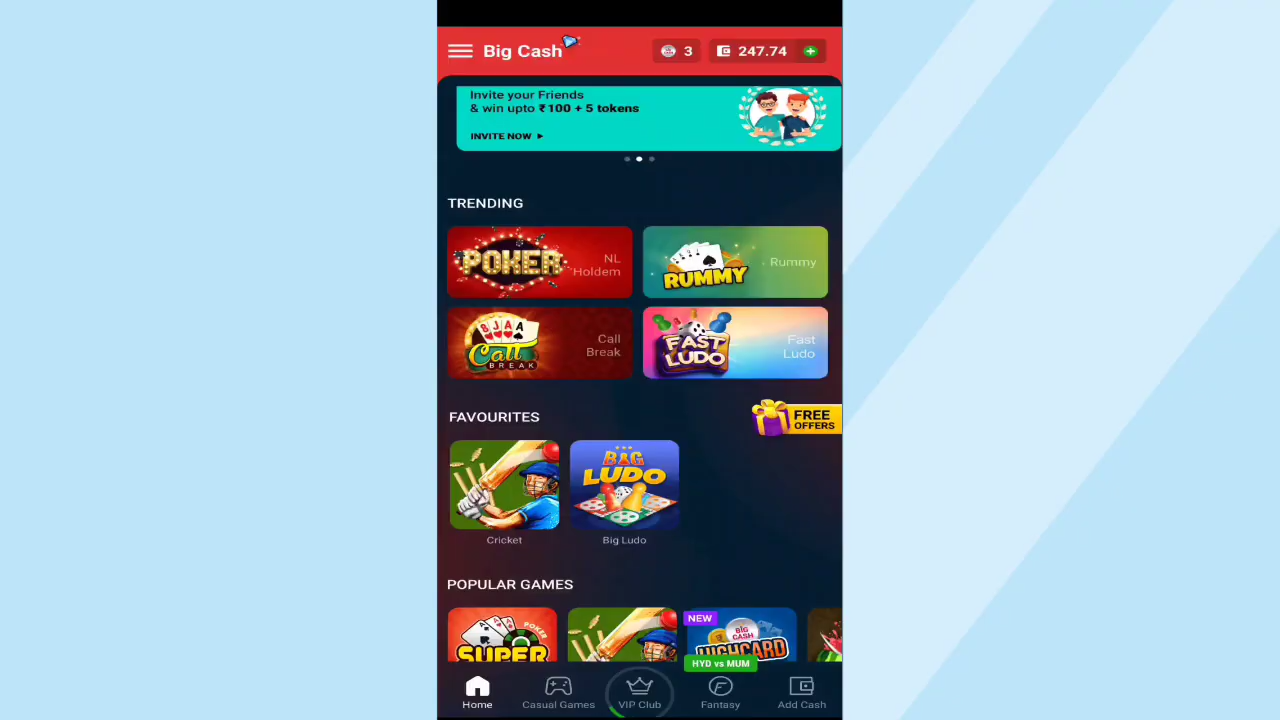 Big Cash
3
247.74
Invite your Friends
& win upto ₹100 + 5 tokens
INVITE NOW
TRENDING
POKER
NL
Holdem
RUMMY
Rummy
8 J A A
Call
BREAK
Call
Break
FAST
LUDO
Fast
Ludo
FAVOURITES
FREE
OFFERS
BIG
LUDO
Cricket
Big Ludo
POPULAR GAMES
POKER
SUPER
NEW
BIG
CASH
HIGHCARD
HYD vs MUM
Home
Casual Games
VIP Club
Fantasy
Add Cash